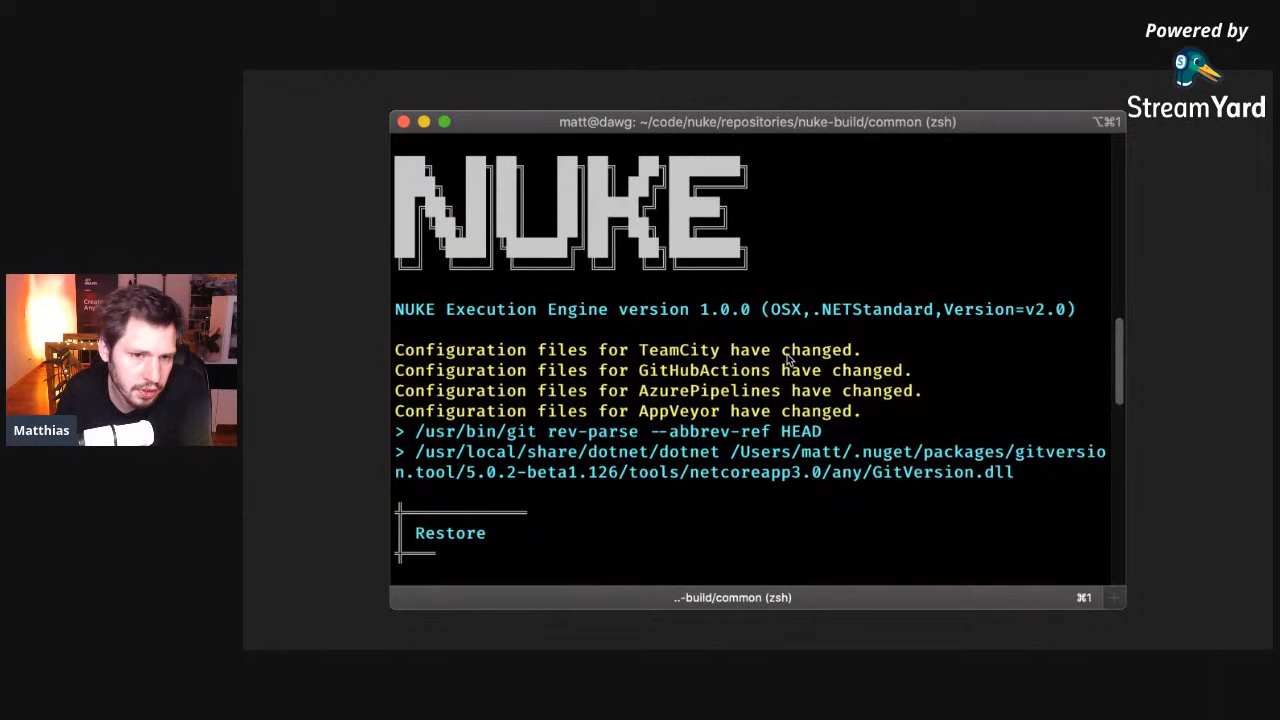 Powered by
StreamYard
matt@dawg: ~/code/nuke/repositories/nuke-build/common (zsh)
⌥⌘1
NUKE
NUKE Execution Engine version 1.0.0 (OSX,.NETStandard,Version=v2.0)
Configuration files for TeamCity have changed.
Configuration files for GitHubActions have changed.
Configuration files for AzurePipelines have changed.
Configuration files for AppVeyor have changed.
> /usr/bin/git rev-parse --abbrev-ref HEAD
> /usr/local/share/dotnet/dotnet /Users/matt/.nuget/packages/gitversio
n.tool/5.0.2-beta1.126/tools/netcoreapp3.0/any/GitVersion.dll
Restore
..-build/common (zsh)
⌘1
Matthias